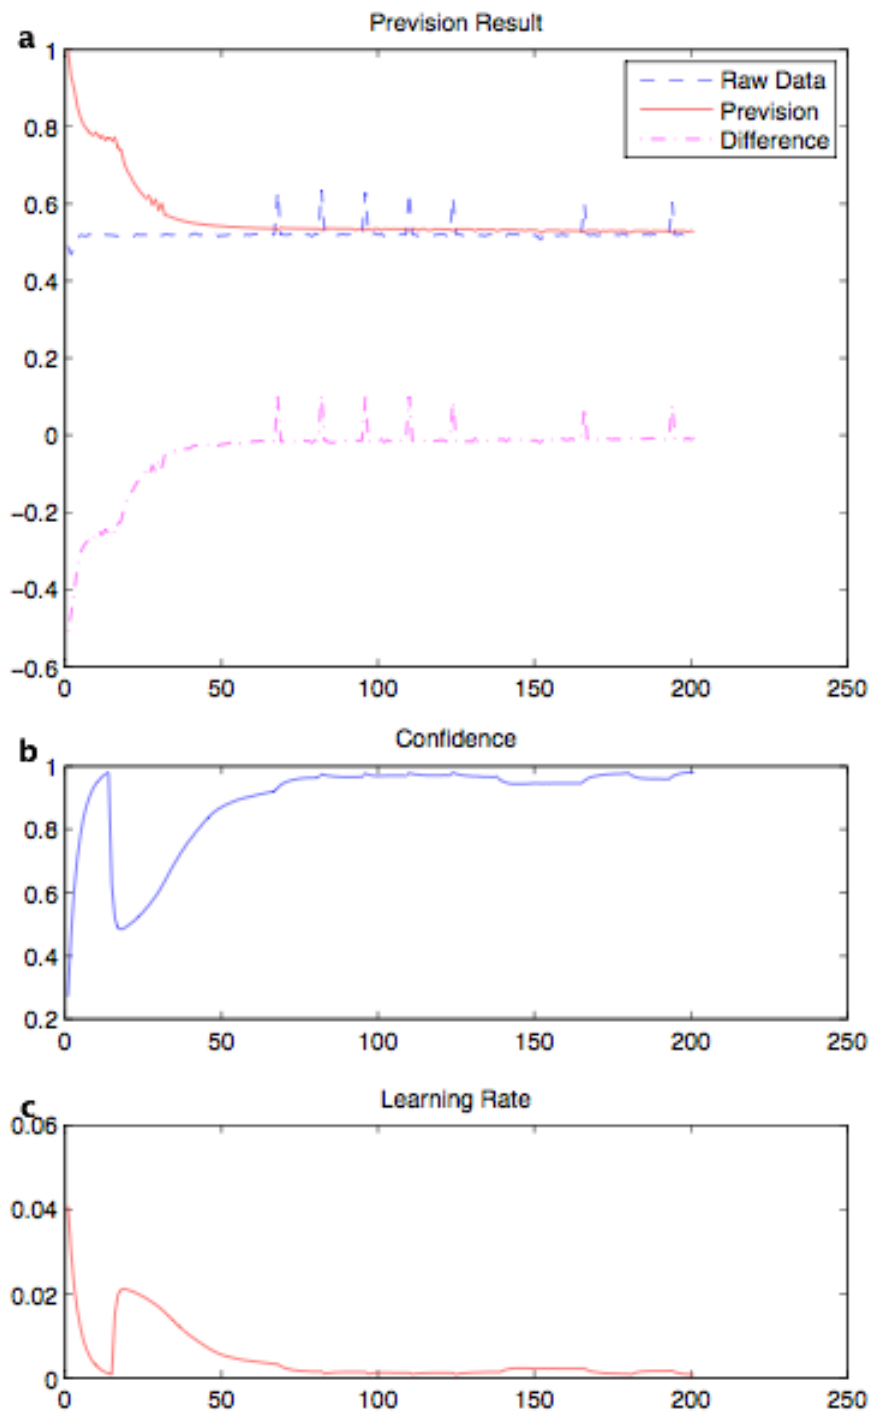 a
Prevision Result
1
0.8
0.6
0.4
0.2
0
−0.2
−0.4
−0.6
Raw Data
Prevision
Difference
0 50 100 150 200 250
b
Confidence
1
0.8
0.6
0.4
0.2
0 50 100 150 200 250
c
Learning Rate
0.06
0.04
0.02
0
0 50 100 150 200 250